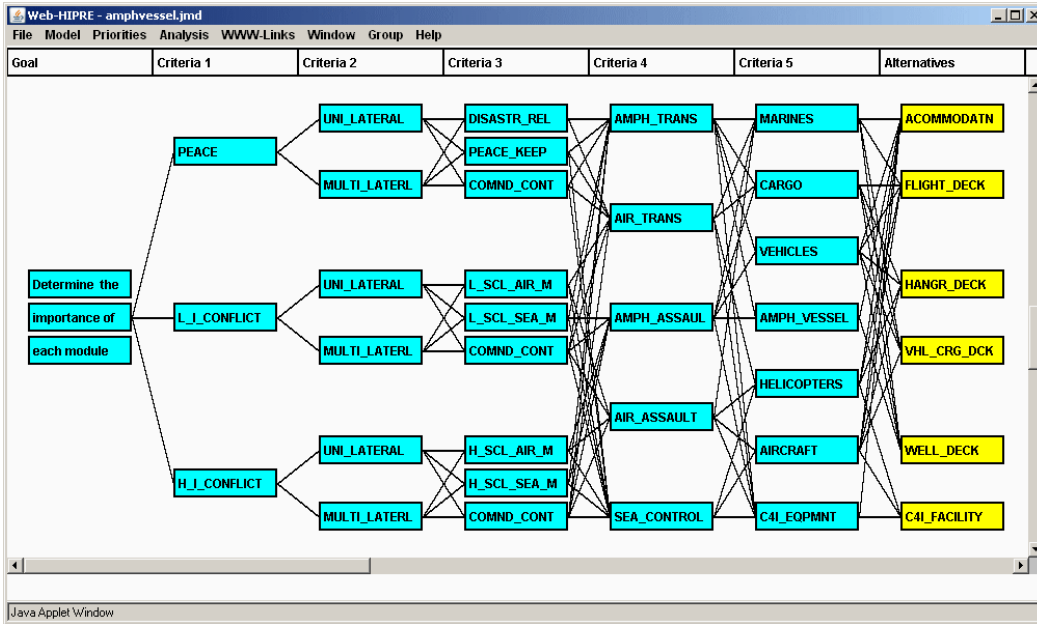 Web-HIPRE - amphvessel.jmd
File Model Priorities Analysis WWW-Links Window Group Help
Goal Criteria 1 Criteria 2 Criteria 3 Criteria 4 Criteria 5 Alternatives
UNI_LATERAL DISASTR_REL AMPH_TRANS MARINES ACOMMODATN
PEACE PEACE_KEEP
MULTI_LATERL COMND_CONT CARGO FLIGHT_DECK
AIR_TRANS
VEHICLES
Determine the UNI_LATERAL L_SCL_AIR_M HANGR_DECK
importance of L_I_CONFLICT L_SCL_SEA_M AMPH_ASSAUL AMPH_VESSEL
each module MULTI_LATERL COMND_CONT VHL_CRG_DCK
HELICOPTERS
AIR_ASSAULT
UNI_LATERAL H_SCL_AIR_M AIRCRAFT WELL_DECK
H_I_CONFLICT H_SCL_SEA_M
MULTI_LATERL COMND_CONT SEA_CONTROL C4I_EQPMNT C4I_FACILITY
Java Applet Window